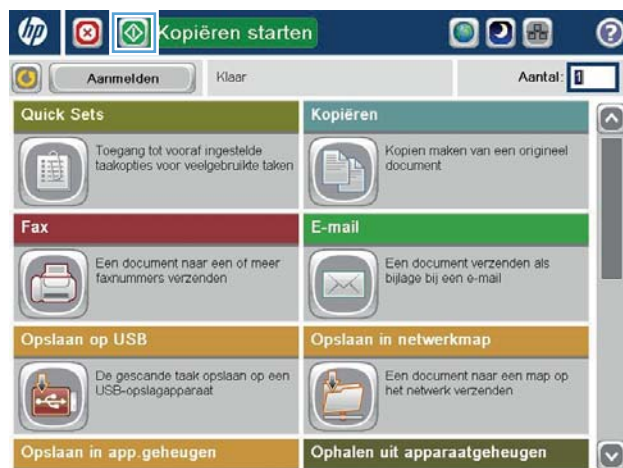 hp
Kopiëren starten
?
Aanmelden
Klaar
Aantal: 1
Quick Sets
Kopiëren
Toegang tot vooraf ingestelde
taakopties voor veelgebruikte taken
Kopien maken van een origineel
document
Fax
E-mail
Een document naar een of meer
faxnummers verzenden
Een document verzenden als
bijlage bij een e-mail
Opslaan op USB
Opslaan in netwerkmap
De gescande taak opslaan op een
USB-opslagapparaat
Een document naar een map op
het netwerk verzenden
Opslaan in app.geheugen
Ophalen uit apparaatgeheugen